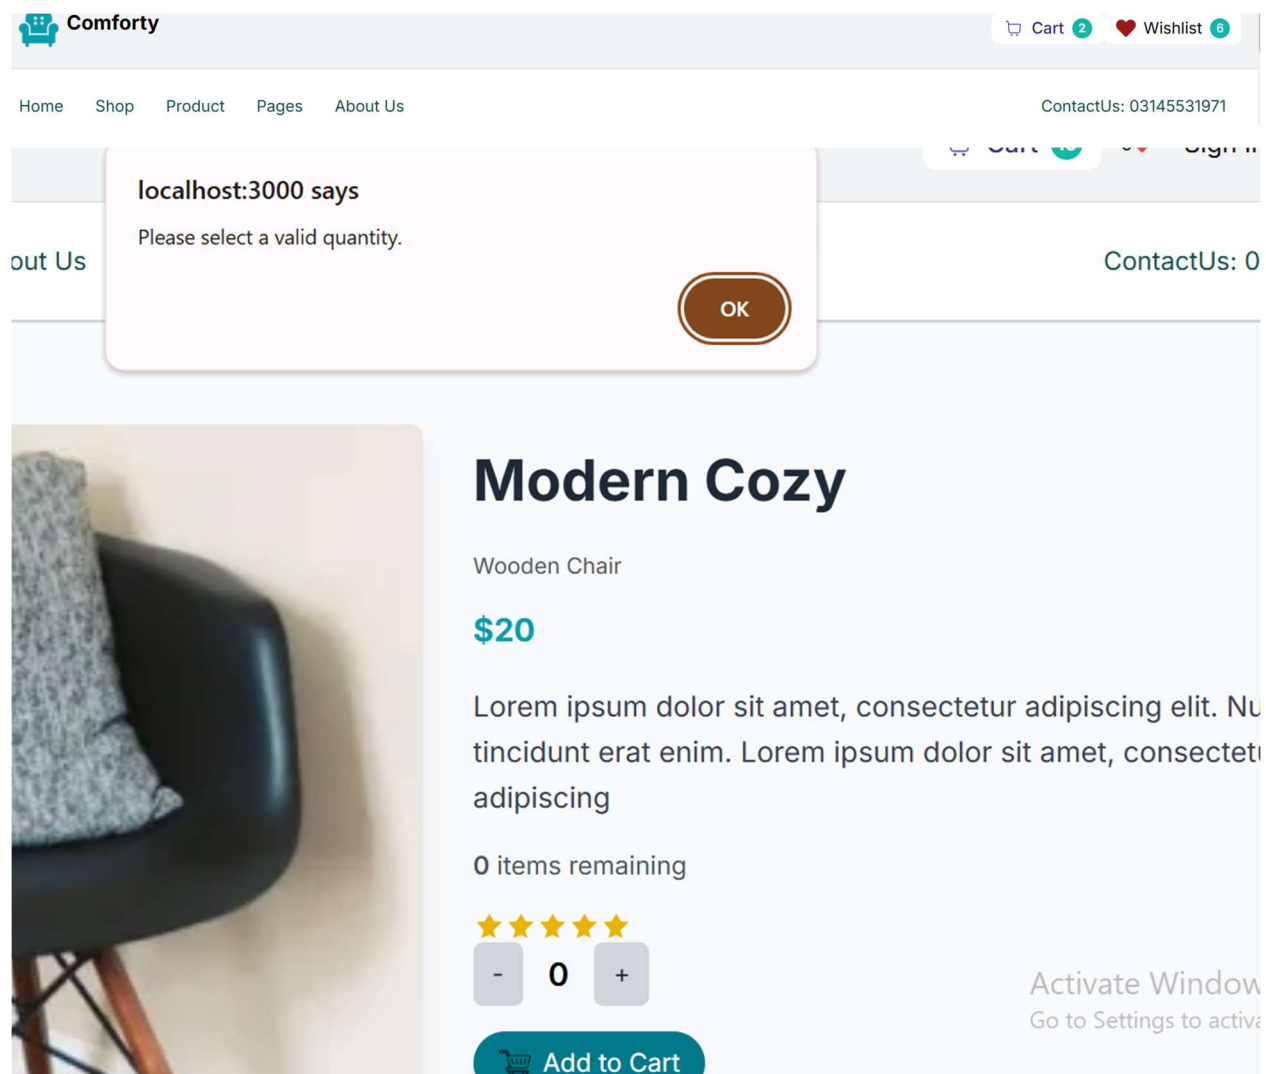 Comforty
Cart 2
Wishlist 6
Home Shop Product Pages About Us
ContactUs: 03145531971
Cart
Sign
localhost:3000 says
Please select a valid quantity.
OK
out Us
ContactUs: 0
Modern Cozy
Wooden Chair
$20
Lorem ipsum dolor sit amet, consectetur adipiscing elit. Nu
tincidunt erat enim. Lorem ipsum dolor sit amet, consectetu
adipiscing
0 items remaining
- 0 +
Activate Window
Go to Settings to activa
Add to Cart